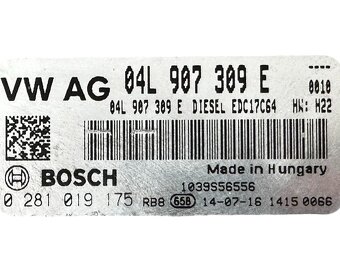 VW AG 04L 907 309 E 0010
04L 907 309 E DIESEL EDC17C64 HW: H22
BOSCH Made in Hungary
1039S56556
0 281 019 175 RB8 65B 14-07-16 1415 0066